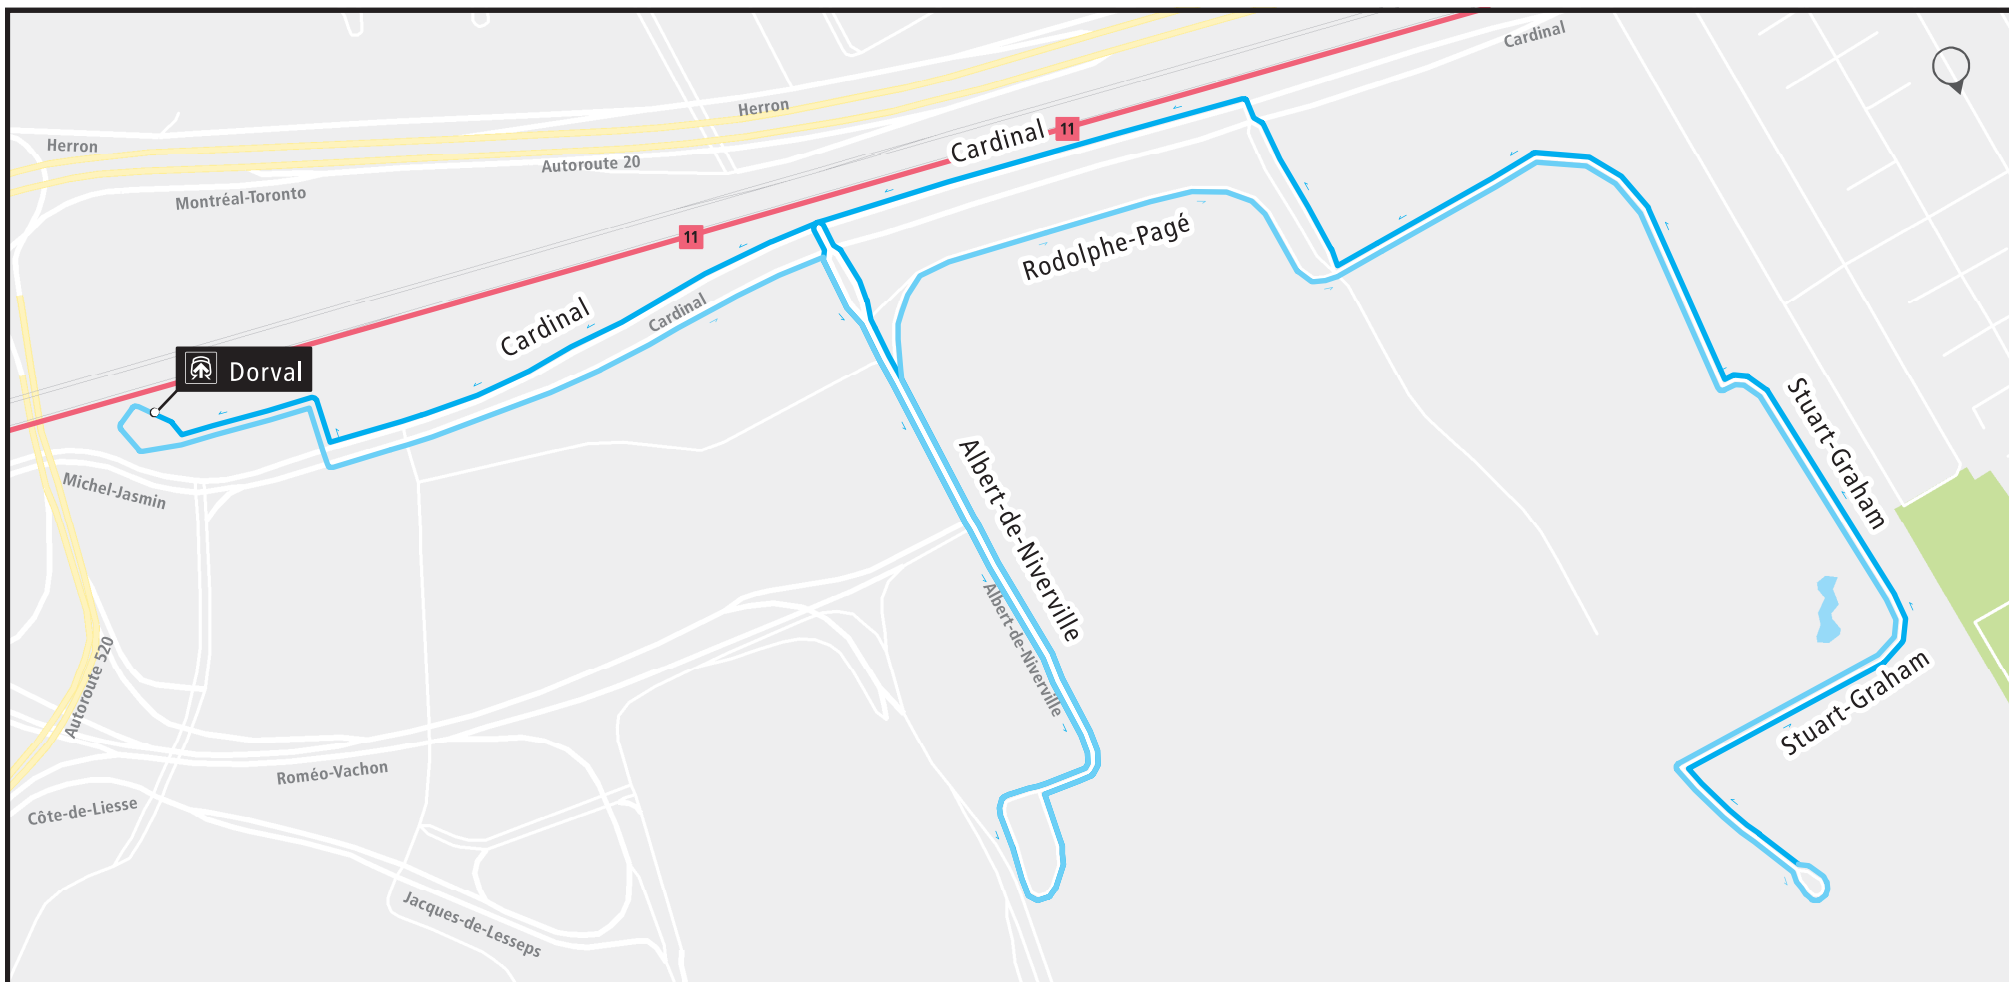 Cardinal
Herron
Herron
Cardinal
11
Autoroute 20
Montréal-Toronto
Rodolphe-Pagé
11
Cardinal
Cardinal
Dorval
Stuart-Graham
Albert-de-Niverville
Michel-Jasmin
Albert-de-Niverville
Autoroute 520
Stuart-Graham
Roméo-Vachon
Côte-de-Liesse
Jacques-de-Lesseps